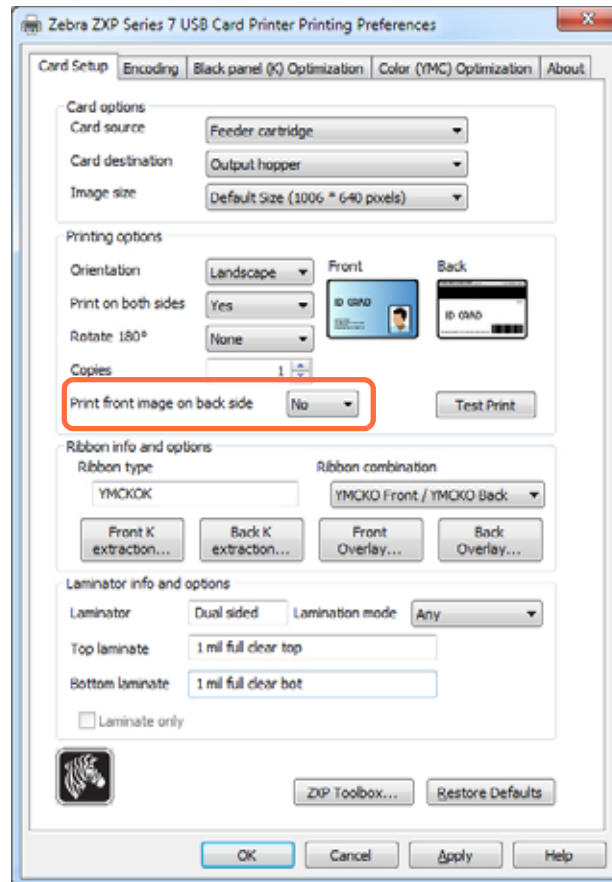 Zebra ZXP Series 7 USB Card Printer Printing Preferences
Card Setup Encoding Black panel (K) Optimization Color (YMC) Optimization About
Card options
Card source Feeder cartridge
Card destination Output hopper
Image size Default Size (1006 * 640 pixels)
Printing options
Orientation Landscape Front Back
Print on both sides Yes
ID CARD ID CARD
Rotate 180° None
Copies 1
Print front image on back side No Test Print
Ribbon info and options
Ribbon type Ribbon combination
YMCKOK YMCKO Front / YMCKO Back
Front K extraction... Back K extraction... Front Overlay... Back Overlay...
Laminator info and options
Laminator Dual sided Lamination mode Any
Top laminate 1 mil full clear top
Bottom laminate 1 mil full clear bot
Laminate only
ZXP Toolbox... Restore Defaults
OK Cancel Apply Help